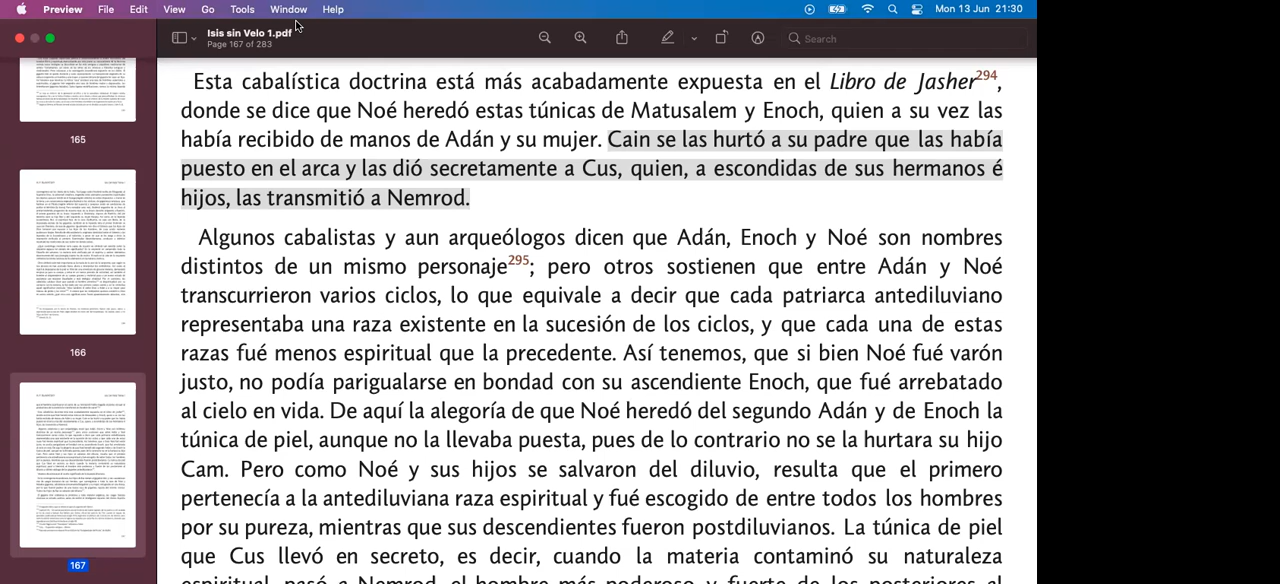 Preview File Edit View Go Tools Window Help
Mon 13 Jun 21:30
Isis sin Velo 1.pdf
Page 167 of 283
Search
165
166
167
Esta cabalística doctrina está más acabadamente expuesta en el Libro de Jasher294,
donde se dice que Noé heredó estas túnicas de Matusalem y Enoch, quien a su vez las
había recibido de manos de Adán y su mujer. Cain se las hurtó a su padre que las había
puesto en el arca y las dió secretamente a Cus, quien, a escondidas de sus hermanos é
hijos, las transmitió a Nemrod.
Algunos cabalistas y aun arqueólogos dicen que Adán, Enoch y Noé son nombres
distintos de un mismo personaje295; pero otros sostienen que entre Adán y Noé
transcurrieron varios ciclos, lo que equivale a decir que cada patriarca antediluviano
representaba una raza existente en la sucesión de los ciclos, y que cada una de estas
razas fué menos espiritual que la precedente. Así tenemos, que si bien Noé fué varón
justo, no podía parigualarse en bondad con su ascendiente Enoch, que fué arrebatado
al cielo en vida. De aquí la alegoría de que Noé heredó del segundo Adán y de Enoch la
túnica de piel, aunque no la llevaba puesta, pues de lo contrario no se la hurtara su hijo
Cam. Pero como Noé y sus hijos se salvaron del diluvio, resulta que el primero
pertenecía a la antediluviana raza espiritual y fué escogido entre todos los hombres
por su pureza, mientras que sus descendientes fueron postdiluvianos. La túnica de piel
que Cus llevó en secreto, es decir, cuando la materia contaminó su naturaleza
espiritual, pasó a Nemrod, el hombre más poderoso y fuerte de los posteriores al